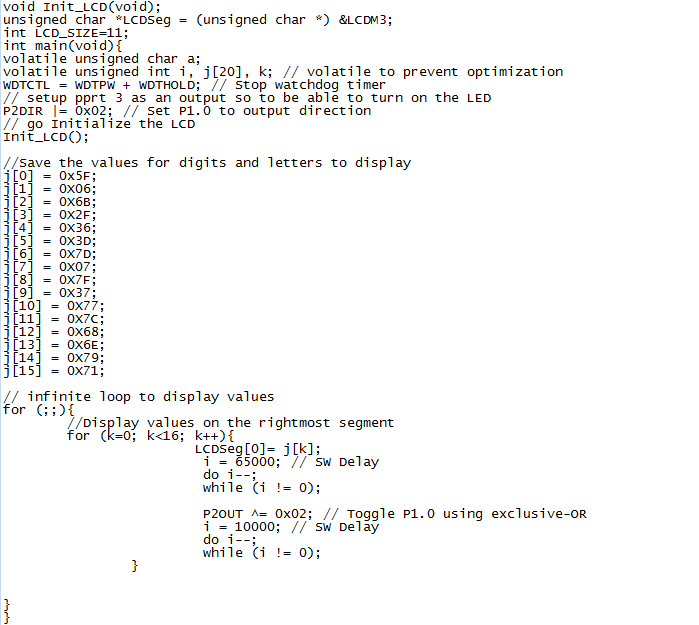 void Init_LCD(void);
unsigned char *LCDSeg = (unsigned char *) &LCDM3;
int LCD_SIZE=11;
int main(void){
volatile unsigned char a;
volatile unsigned int i, j[20], k; // volatile to prevent optimization
WDTCTL = WDTPW + WDTHOLD; // Stop watchdog timer
// setup pprt 3 as an output so to be able to turn on the LED
P2DIR |= 0x02; // Set P1.0 to output direction
// go Initialize the LCD
Init_LCD();
//Save the values for digits and letters to display
j[0] = 0x5F;
j[1] = 0X06;
j[2] = 0X6B;
j[3] = 0X2F;
j[4] = 0X36;
j[5] = 0X3D;
j[6] = 0X7D;
j[7] = 0X07;
j[8] = 0X7F;
j[9] = 0X37;
j[10] = 0X77;
j[11] = 0X7C;
j[12] = 0X68;
j[13] = 0X6E;
j[14] = 0X79;
j[15] = 0X71;
// infinite loop to display values
for (;;){
//Display values on the rightmost segment
for (k=0; k<16; k++){
LCDSeg[0]= j[k];
i = 65000; // SW Delay
do i--;
while (i != 0);
P2OUT ^= 0x02; // Toggle P1.0 using exclusive-OR
i = 10000; // SW Delay
do i--;
while (i != 0);
}
}
}